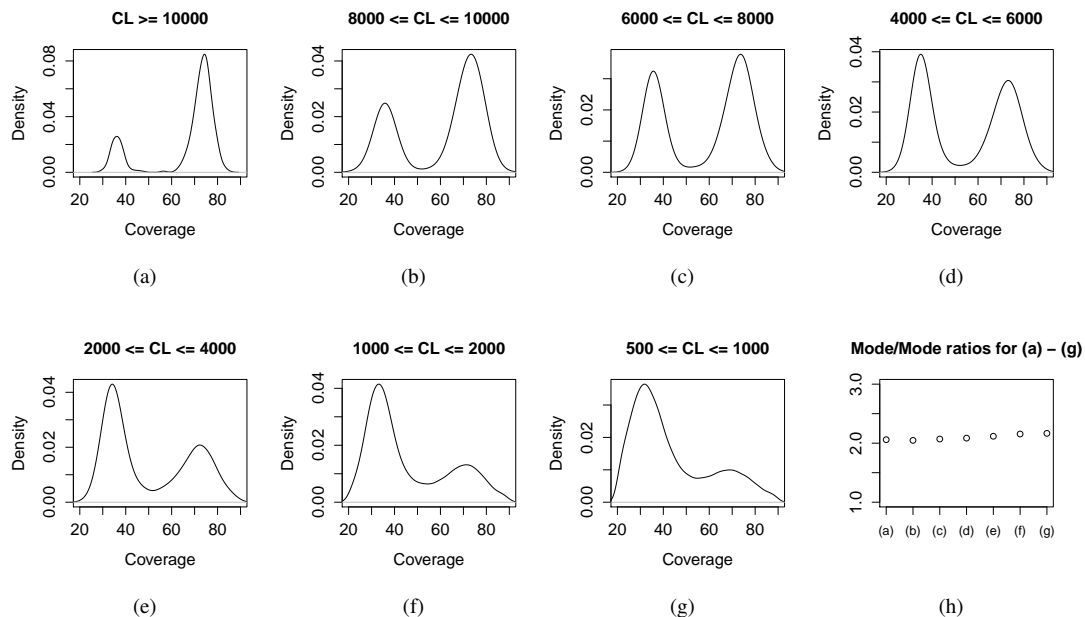 CL >= 10000
8000 <= CL <= 10000
6000 <= CL <= 8000
4000 <= CL <= 6000
Density
0.00 0.04 0.08
20 40 60 80
Coverage
(a)
Density
0.00 0.02 0.04
20 40 60 80
Coverage
(b)
Density
0.00 0.02
20 40 60 80
Coverage
(c)
Density
0.00 0.02 0.04
20 40 60 80
Coverage
(d)
2000 <= CL <= 4000
1000 <= CL <= 2000
500 <= CL <= 1000
Mode/Mode ratios for (a) − (g)
Density
0.00 0.02 0.04
20 40 60 80
Coverage
(e)
Density
0.00 0.02 0.04
20 40 60 80
Coverage
(f)
Density
0.00 0.02
20 40 60 80
Coverage
(g)
1.0 2.0 3.0
(a) (b) (c) (d) (e) (f) (g)
(h)